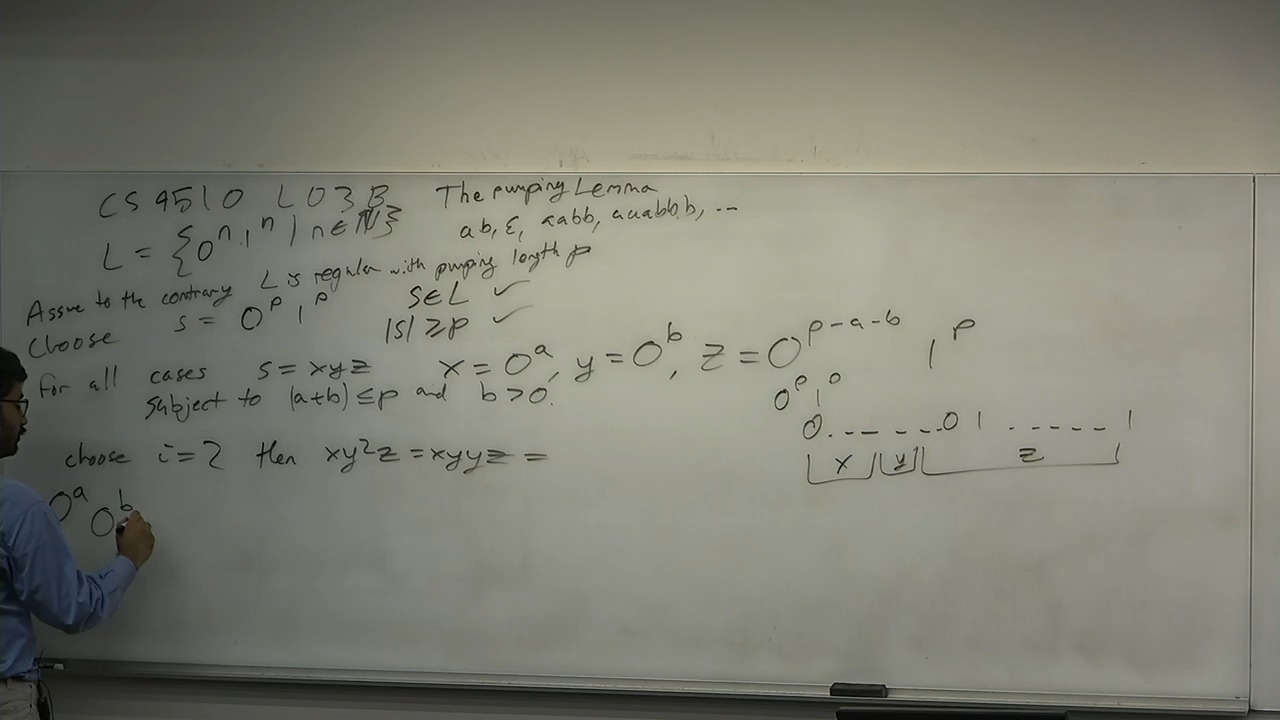 CS 4510 L03B The pumping Lemma
L = {0ⁿ1ⁿ | n ∈ ℕ} ab, ε, aabb, aaabbb, ...
Assume to the contrary L is regular with pumping length p
Choose s = 0ᵖ1ᵖ s∈L ✓
|s| ≥ p ✓
For all cases s = xyz x = 0ᵃ, y = 0ᵇ, z = 0ᵖ⁻ᵃ⁻ᵇ 1ᵖ
subject to (a+b) ≤ p and b > 0.
0ᵖ1ᵖ
0. - - - - - .01 . - - - - - 1
x y z
choose i=2 then xy²z = xyyz =
0ᵃ 0ᵇ